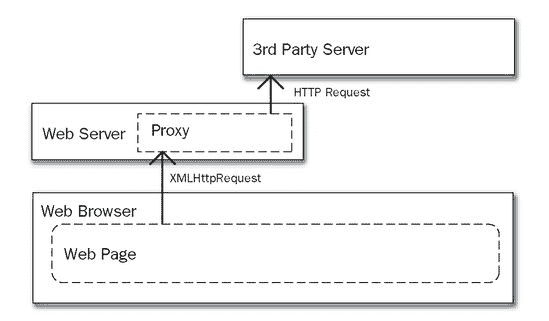 3rd Party Server
HTTP Request
Web Server
Proxy
XMLHttpRequest
Web Browser
Web Page